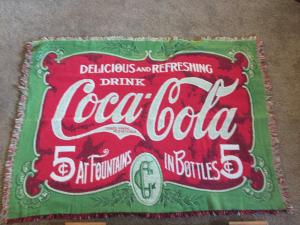 DELICIOUS AND REFRESHING
DRINK
Coca-Cola
5¢ AT FOUNTAINS IN BOTTLES 5¢